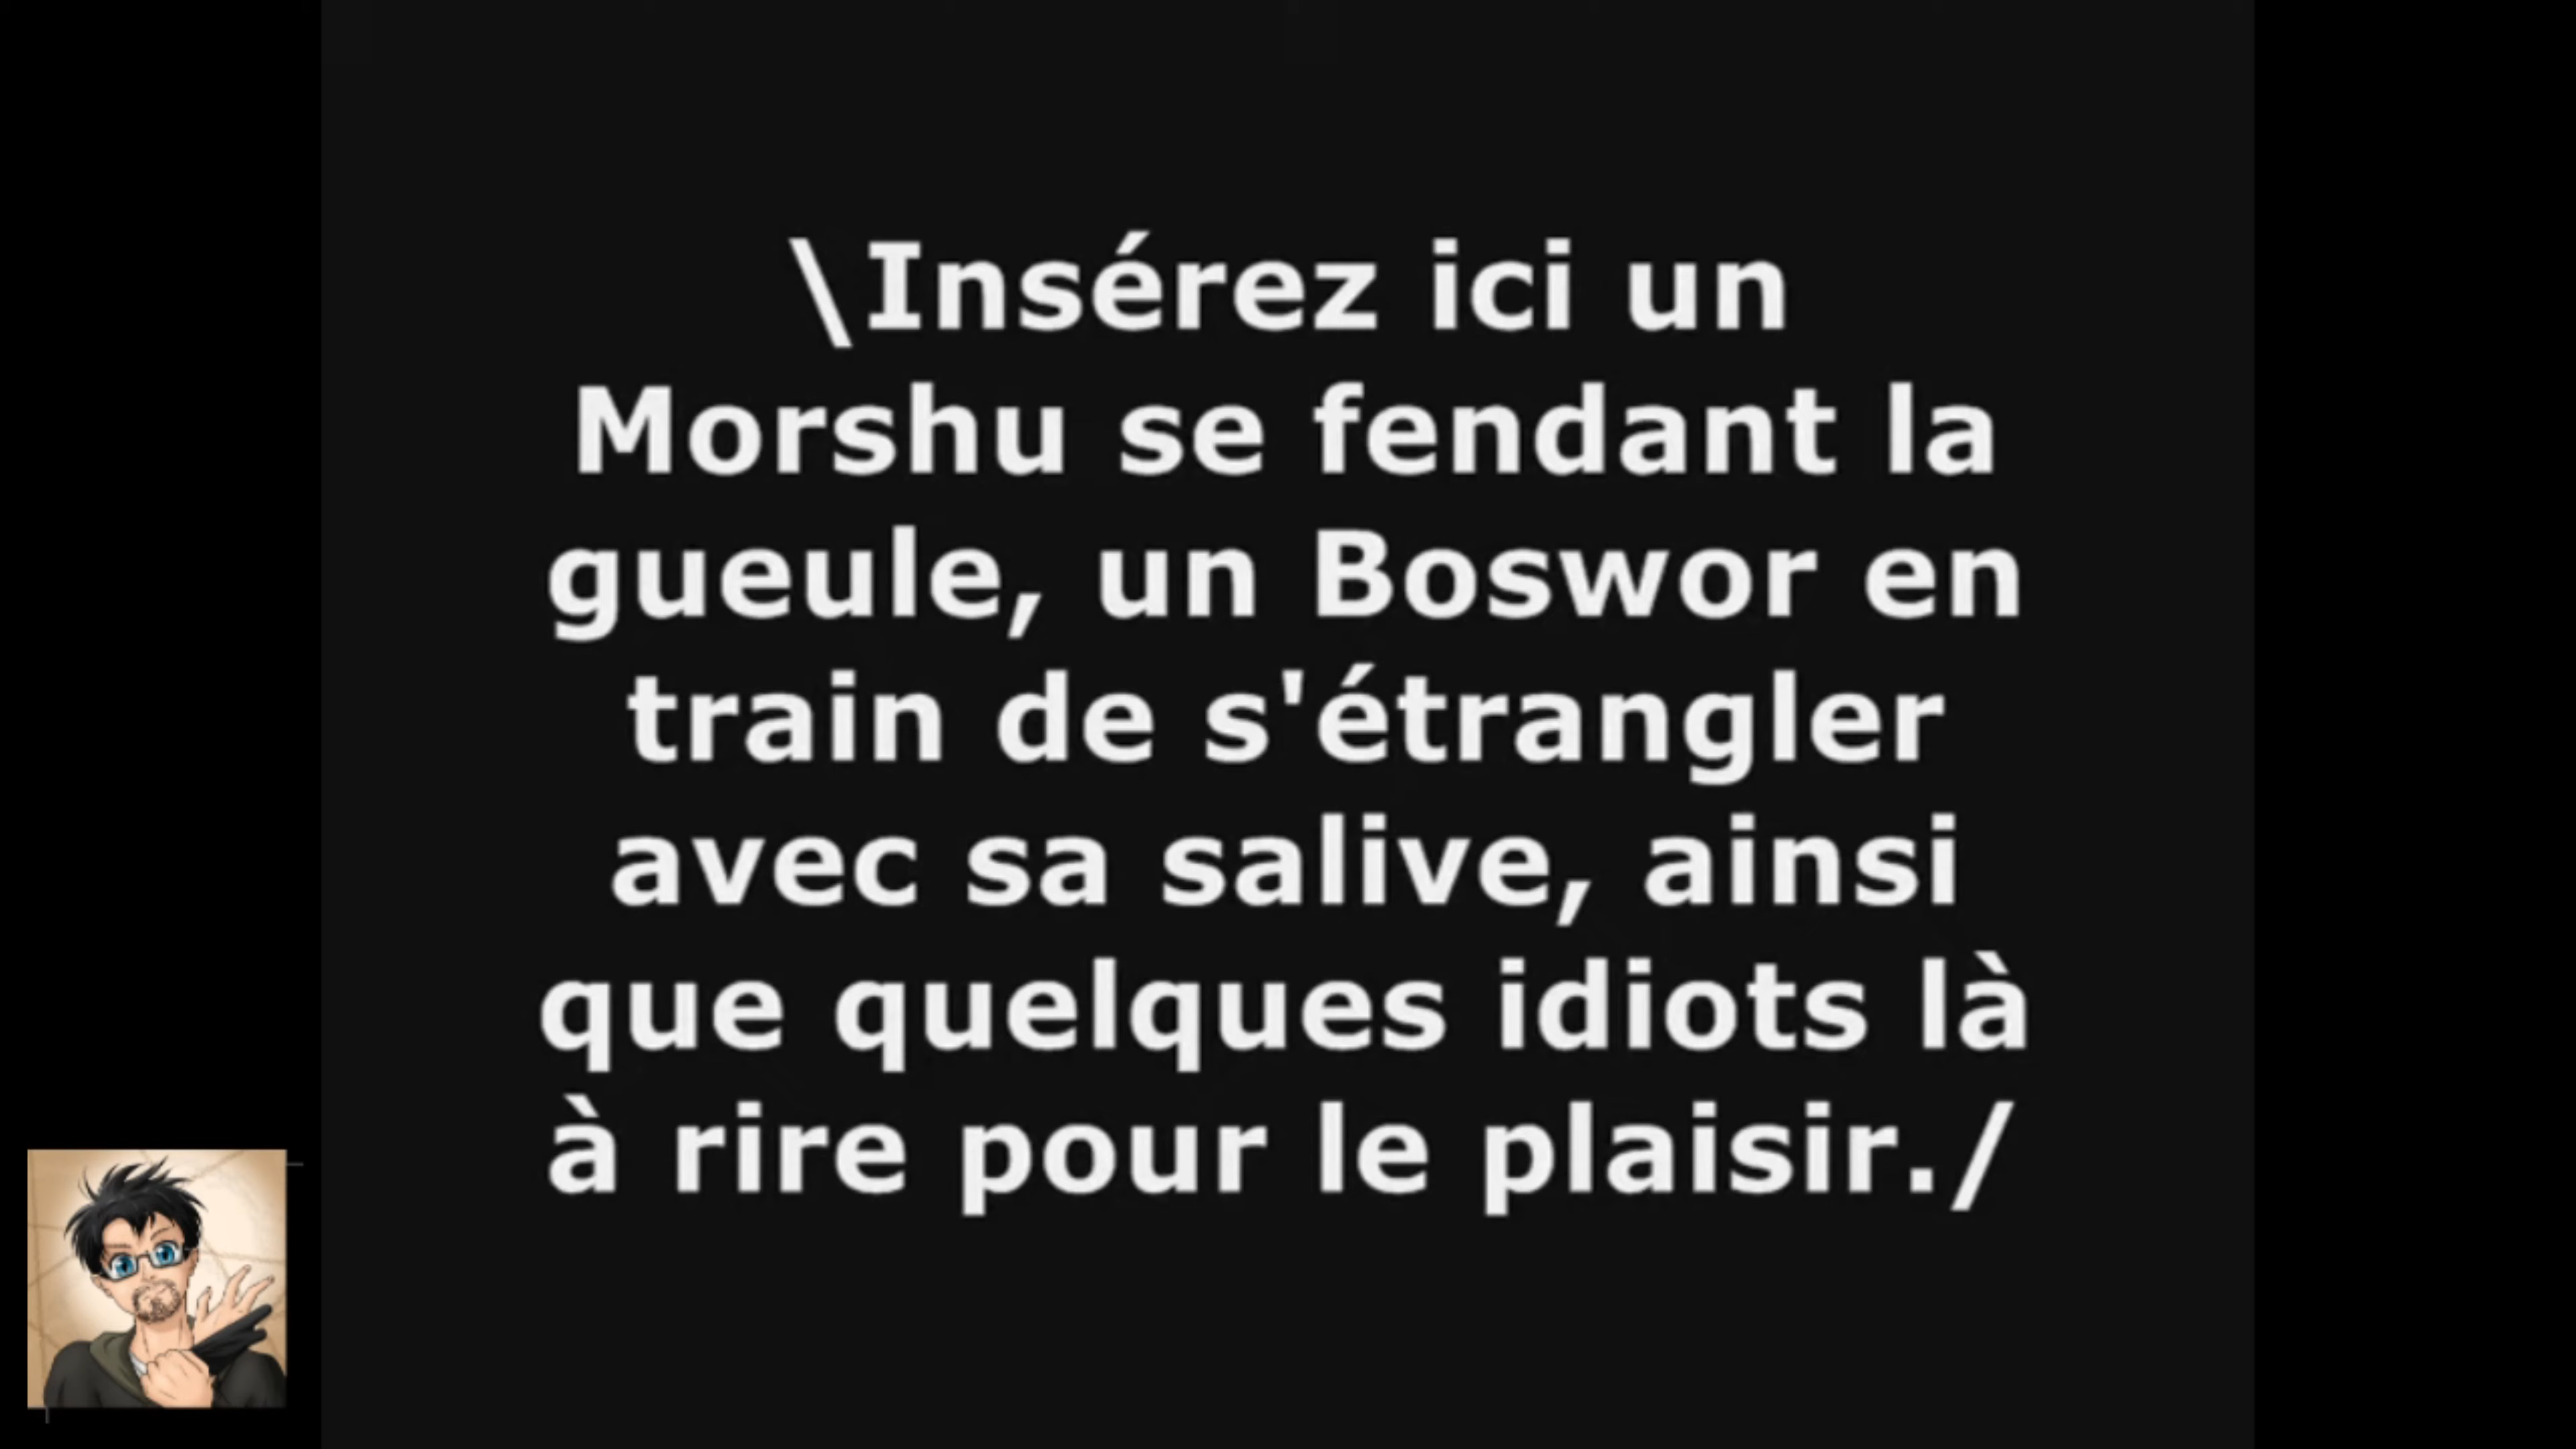 \Insérez ici un
Morshu se fendant la
gueule, un Boswor en
train de s'étrangler
avec sa salive, ainsi
que quelques idiots là
à rire pour le plaisir./